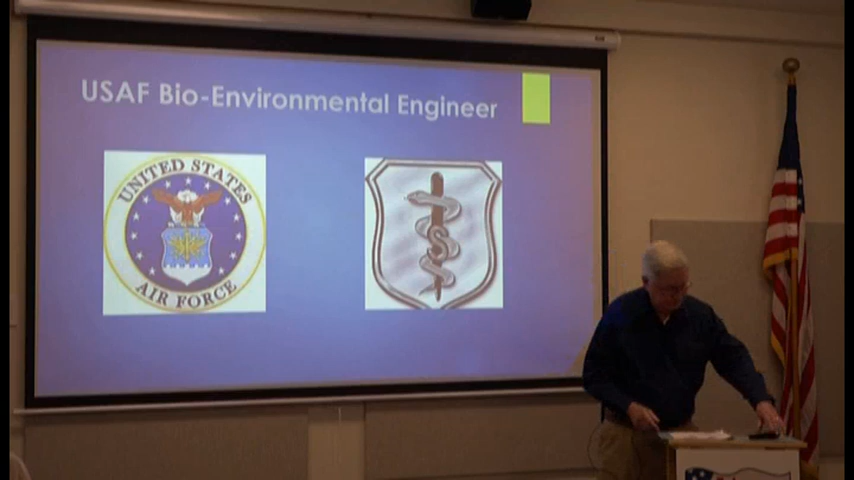 USAF Bio-Environmental Engineer
UNITED STATES
AIR FORCE
S